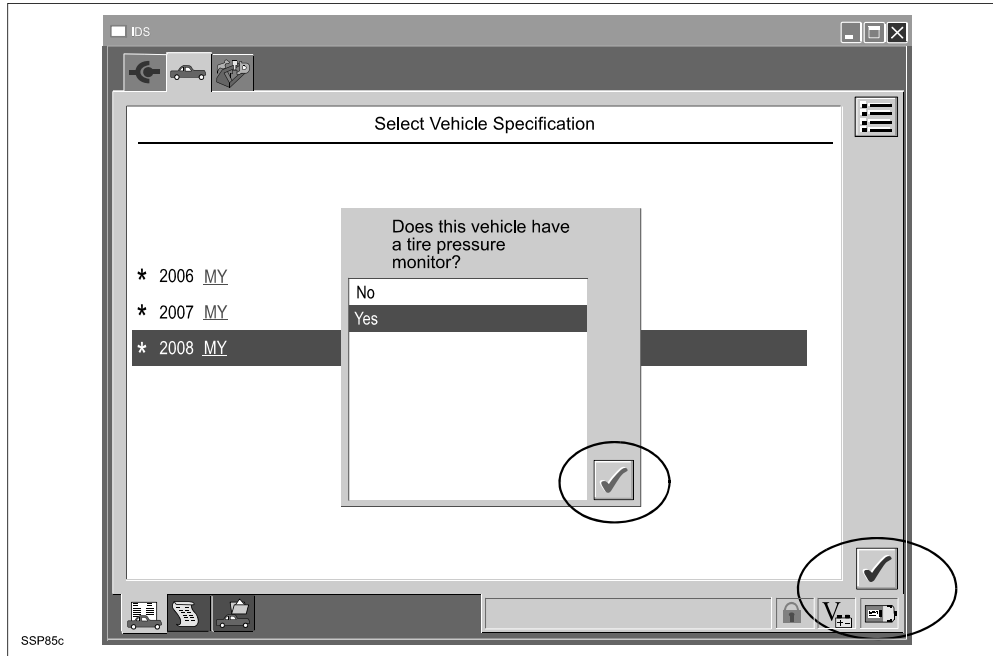 IDS
Select Vehicle Specification
Does this vehicle have
a tire pressure
monitor?
No
Yes
* 2006 MY
* 2007 MY
* 2008 MY
V
SSP85c